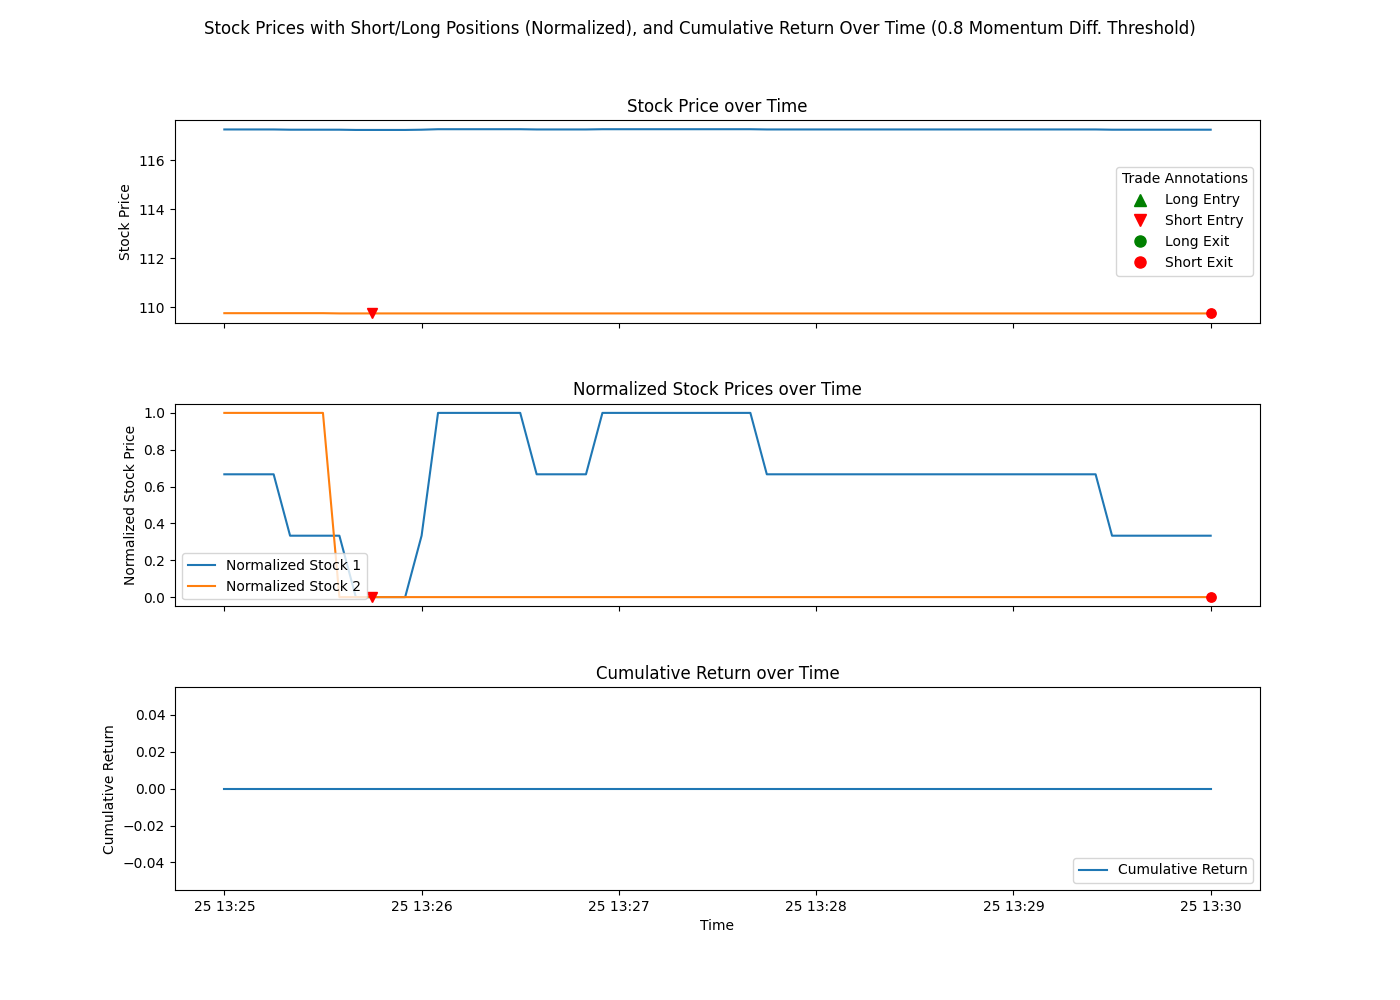 Stock Prices with Short/Long Positions (Normalized), and Cumulative Return Over Time (0.8 Momentum Diff. Threshold)
Stock Price over Time
Stock Price
116
114
112
110
Trade Annotations
Long Entry
Short Entry
Long Exit
Short Exit
Normalized Stock Prices over Time
Normalized Stock Price
1.0
0.8
0.6
0.4
0.2
0.0
Normalized Stock 1
Normalized Stock 2
Cumulative Return over Time
Cumulative Return
0.04
0.02
0.00
−0.02
−0.04
Cumulative Return
25 13:25 25 13:26 25 13:27 25 13:28 25 13:29 25 13:30
Time